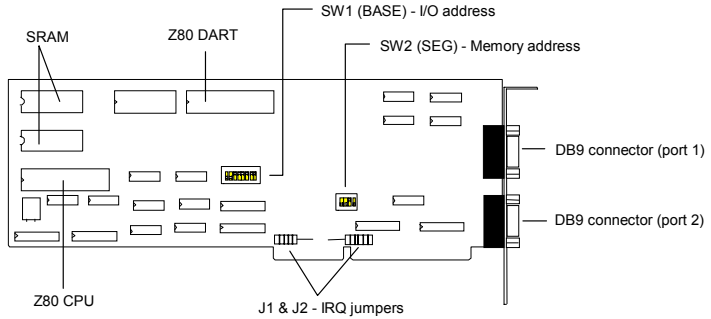 SW1 (BASE) - I/O address
SRAM
Z80 DART
SW2 (SEG) - Memory address
DB9 connector (port 1)
DB9 connector (port 2)
Z80 CPU
J1 & J2 - IRQ jumpers